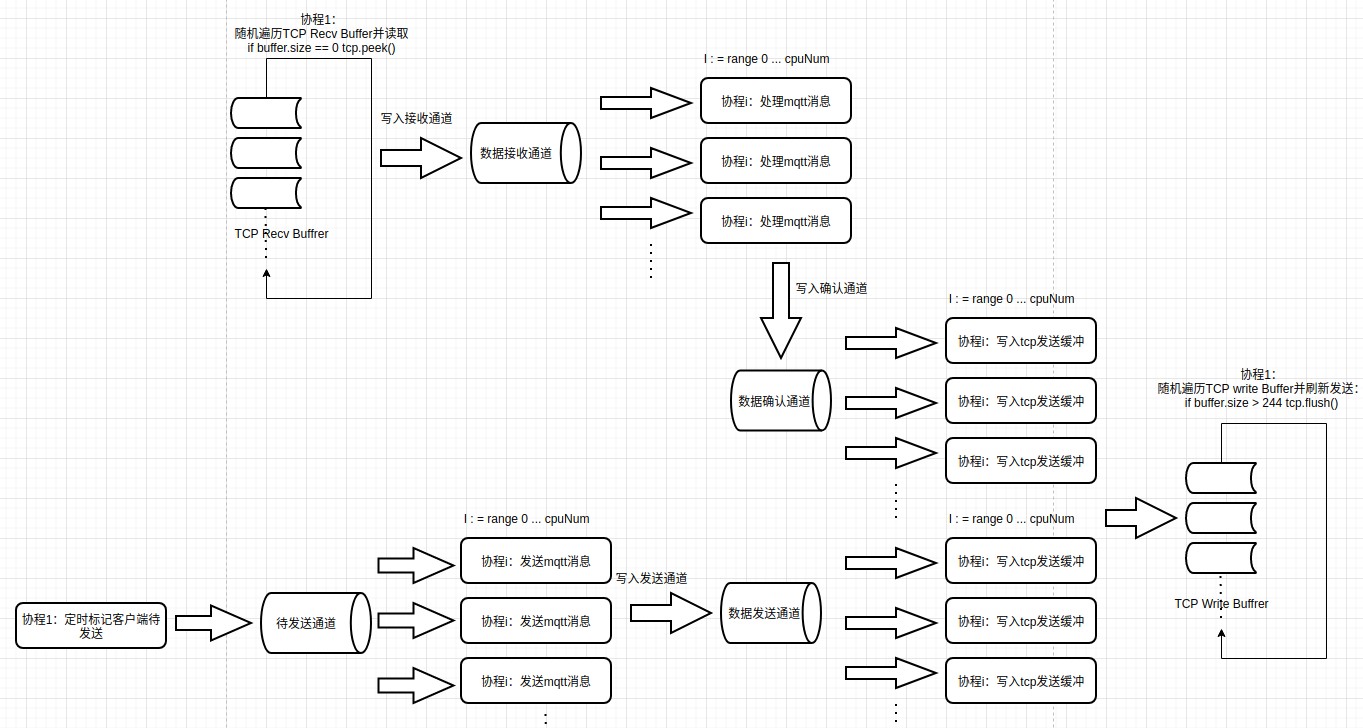 协程1：
随机遍历TCP Recv Buffer并读取
if buffer.size == 0 tcp.peek()
TCP Recv Buffrer
写入接收通道
数据接收通道
I : = range 0 ... cpuNum
协程i：处理mqtt消息
协程i：处理mqtt消息
协程i：处理mqtt消息
写入确认通道
数据确认通道
I : = range 0 ... cpuNum
协程i：写入tcp发送缓冲
协程i：写入tcp发送缓冲
协程i：写入tcp发送缓冲
协程1：定时标记客户端待
发送
待发送通道
I : = range 0 ... cpuNum
协程i：发送mqtt消息
协程i：发送mqtt消息
协程i：发送mqtt消息
写入发送通道
数据发送通道
I : = range 0 ... cpuNum
协程i：写入tcp发送缓冲
协程i：写入tcp发送缓冲
协程i：写入tcp发送缓冲
协程1：
随机遍历TCP write Buffer并刷新发送：
if buffer.size > 244 tcp.flush()
TCP Write Buffrer